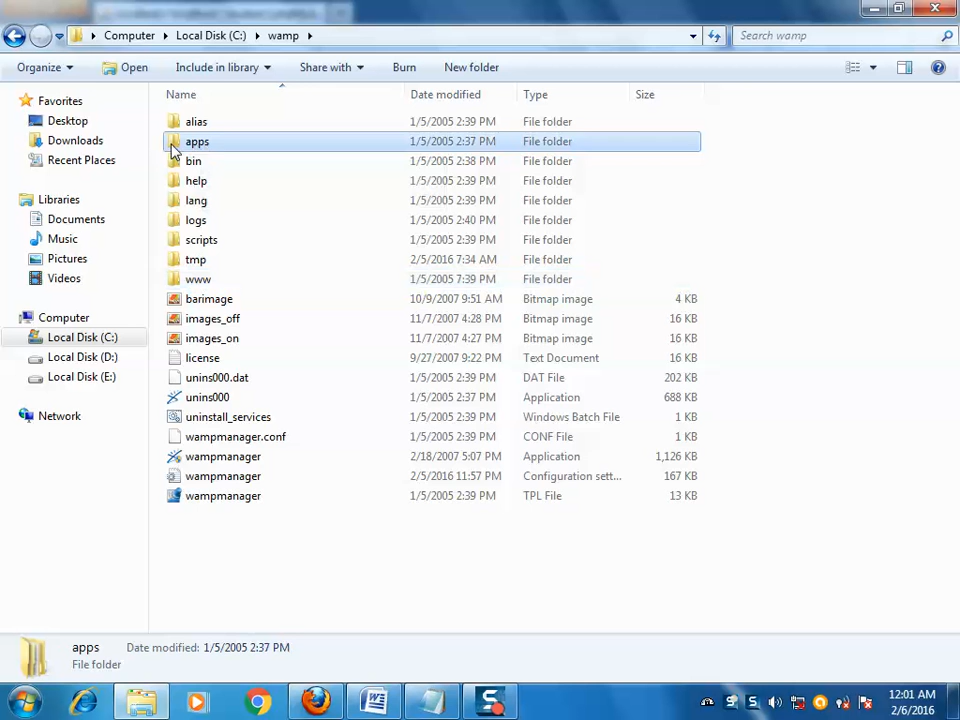 Computer ▸ Local Disk (C:) ▸ wamp ▸
Search wamp
Organize Open Include in library Share with Burn New folder
Name Date modified Type Size
Favorites
Desktop
Downloads
Recent Places
Libraries
Documents
Music
Pictures
Videos
Computer
Local Disk (C:)
Local Disk (D:)
Local Disk (E:)
Network
alias 1/5/2005 2:39 PM File folder
apps 1/5/2005 2:37 PM File folder
bin 1/5/2005 2:38 PM File folder
help 1/5/2005 2:39 PM File folder
lang 1/5/2005 2:39 PM File folder
logs 1/5/2005 2:40 PM File folder
scripts 1/5/2005 2:39 PM File folder
tmp 2/5/2016 7:34 AM File folder
www 1/5/2005 7:39 PM File folder
barimage 10/9/2007 9:51 AM Bitmap image 4 KB
images_off 11/7/2007 4:28 PM Bitmap image 16 KB
images_on 11/7/2007 4:27 PM Bitmap image 16 KB
license 9/27/2007 9:22 PM Text Document 16 KB
unins000.dat 1/5/2005 2:39 PM DAT File 202 KB
unins000 1/5/2005 2:37 PM Application 688 KB
uninstall_services 1/5/2005 2:39 PM Windows Batch File 1 KB
wampmanager.conf 1/5/2005 2:39 PM CONF File 1 KB
wampmanager 2/18/2007 5:07 PM Application 1,126 KB
wampmanager 2/5/2016 11:57 PM Configuration sett... 167 KB
wampmanager 1/5/2005 2:39 PM TPL File 13 KB
apps Date modified: 1/5/2005 2:37 PM
File folder
12:01 AM
2/6/2016